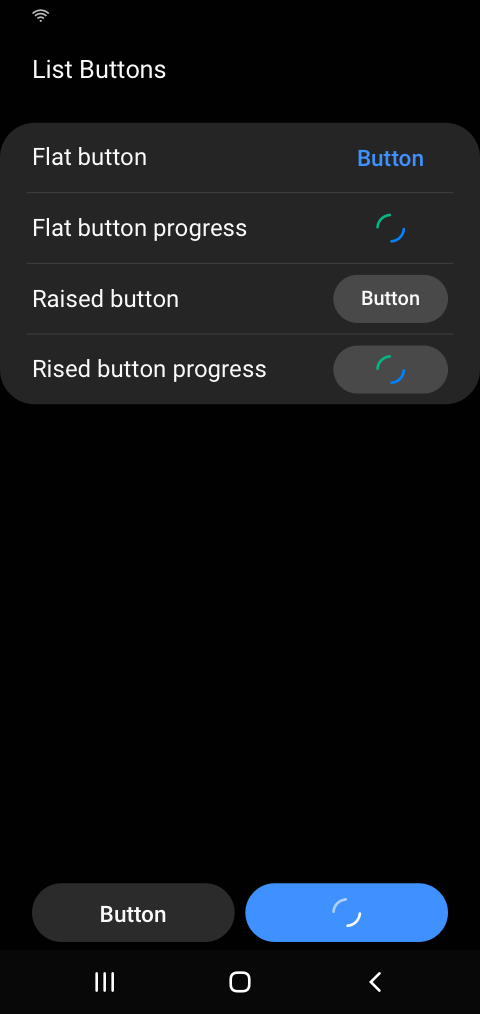 List Buttons
Flat button
Button
Flat button progress
Raised button
Button
Rised button progress
Button